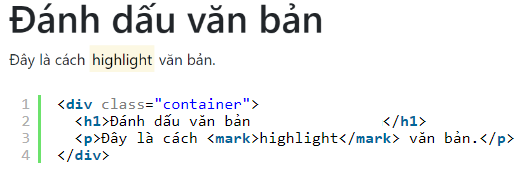 Đánh dấu văn bản
Đây là cách highlight văn bản.
1 <div class="container">
2 <h1>Đánh dấu văn bản </h1>
3 <p>Đây là cách <mark>highlight</mark> văn bản.</p>
4 </div>